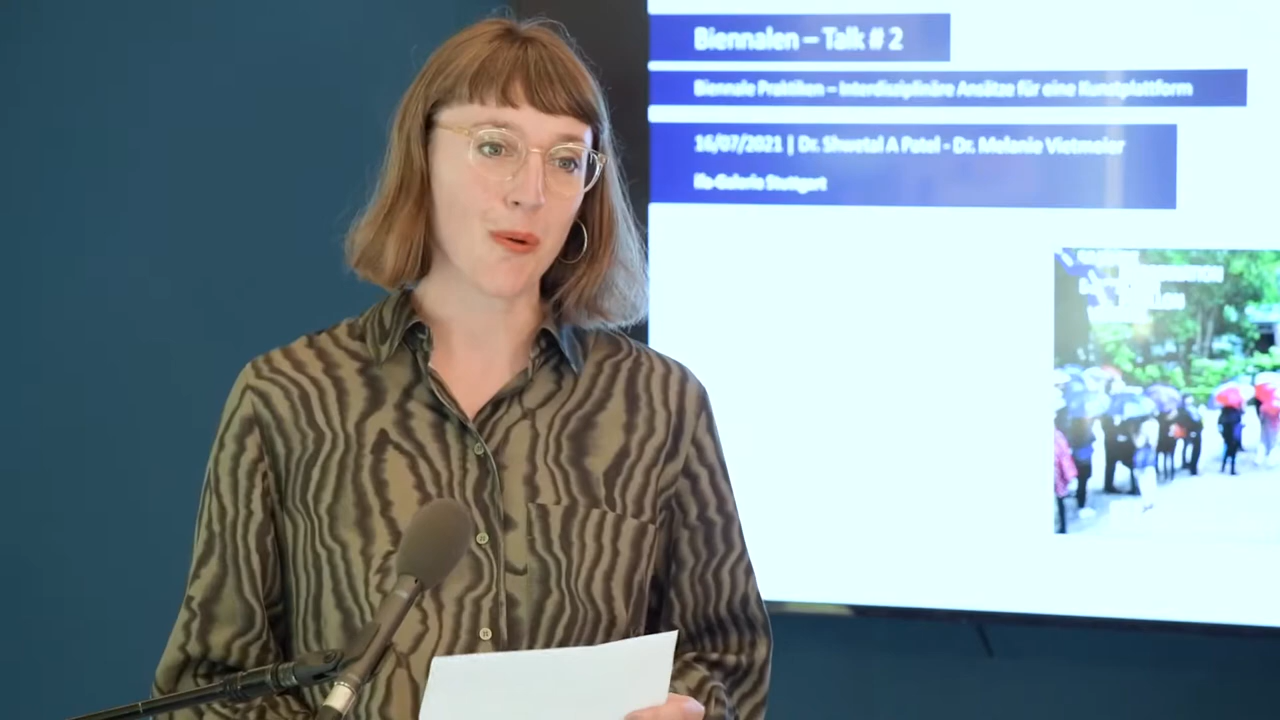 Biennalen – Talk # 2
Biennale Praktiken – Interdisziplinäre Ansätze für eine Kunstplattform
16/07/2021 | Dr. Shwetal A Patel - Dr. Melanie Vietmeier
ifa-Galerie Stuttgart